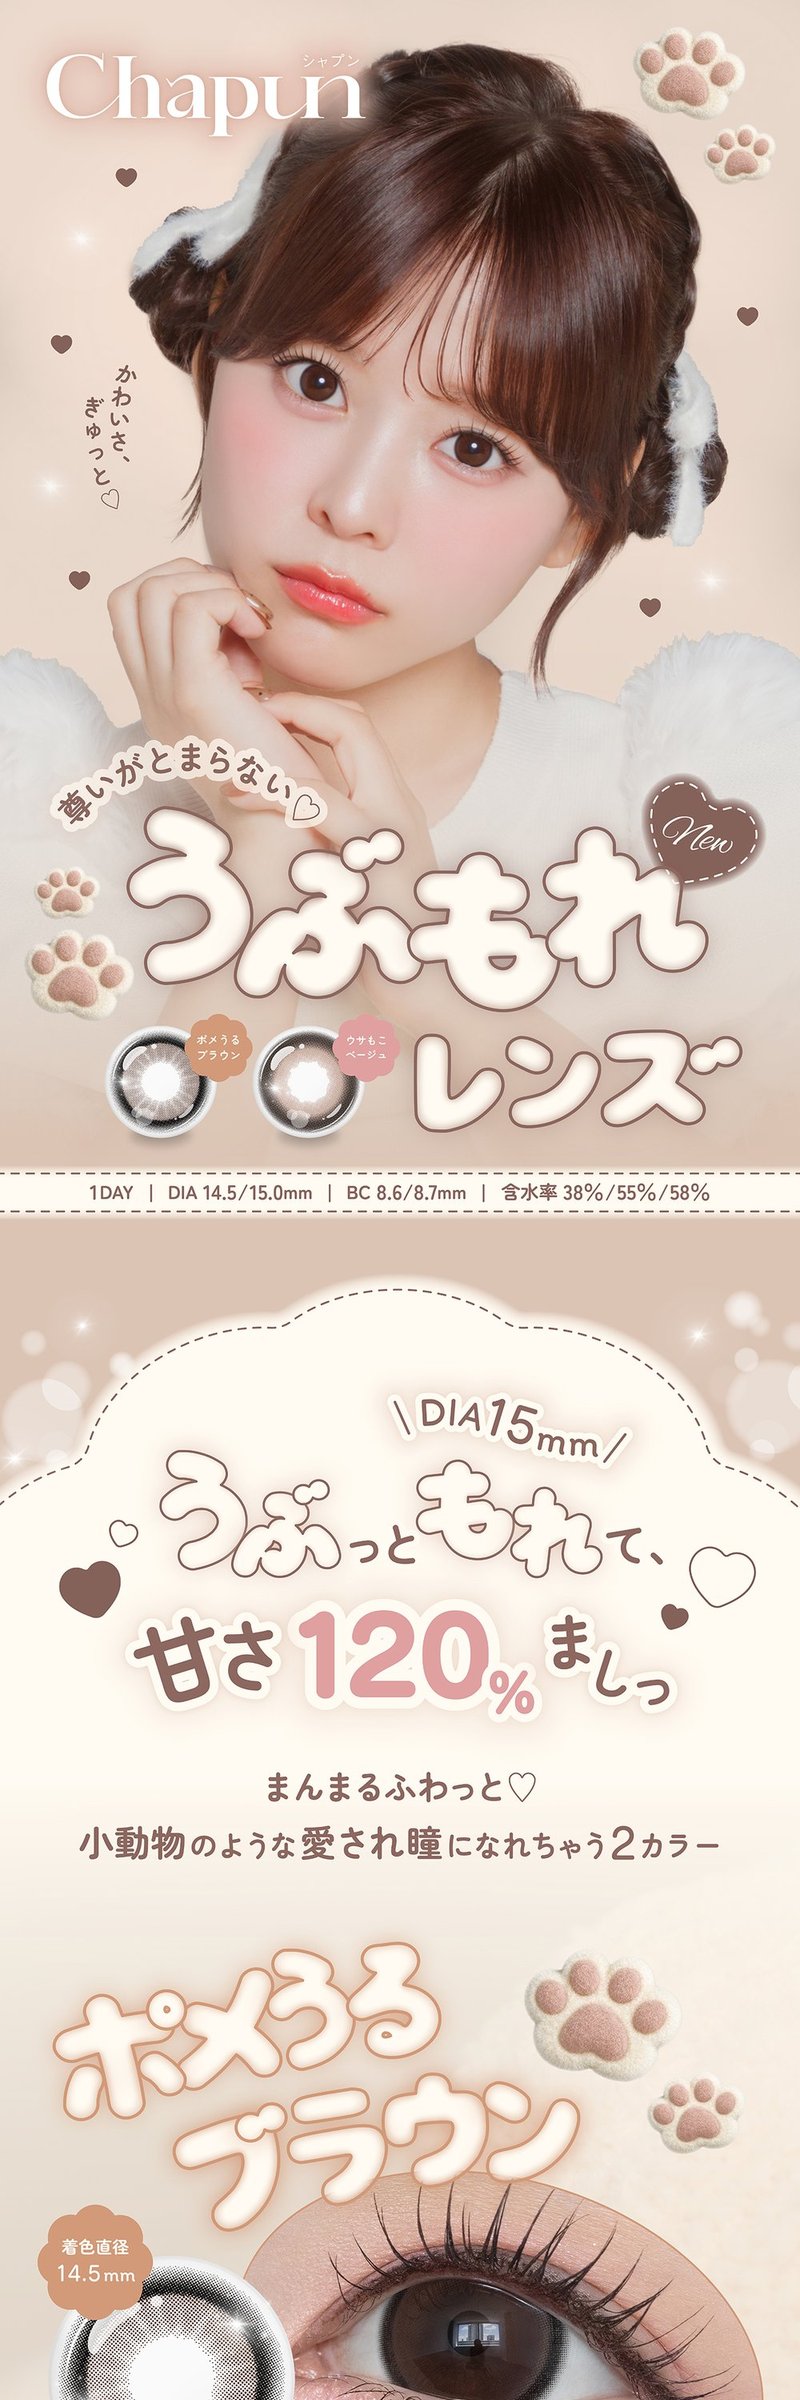 シャプン
Chapun
かわいさ、
ぎゅっと♡
尊いがとまらない♡
New
うぶもれ
レンズ
ポメうる
ブラウン
ウサもこ
ベージュ
1DAY | DIA 14.5/15.0mm | BC 8.6/8.7mm | 含水率 38%/55%/58%
\DIA15mm/
うぶっともれて、
甘さ120%ましっ
まんまるふわっと♡
小動物のような愛され瞳になれちゃう2カラー
ポメうる
ブラウン
着色直径
14.5mm